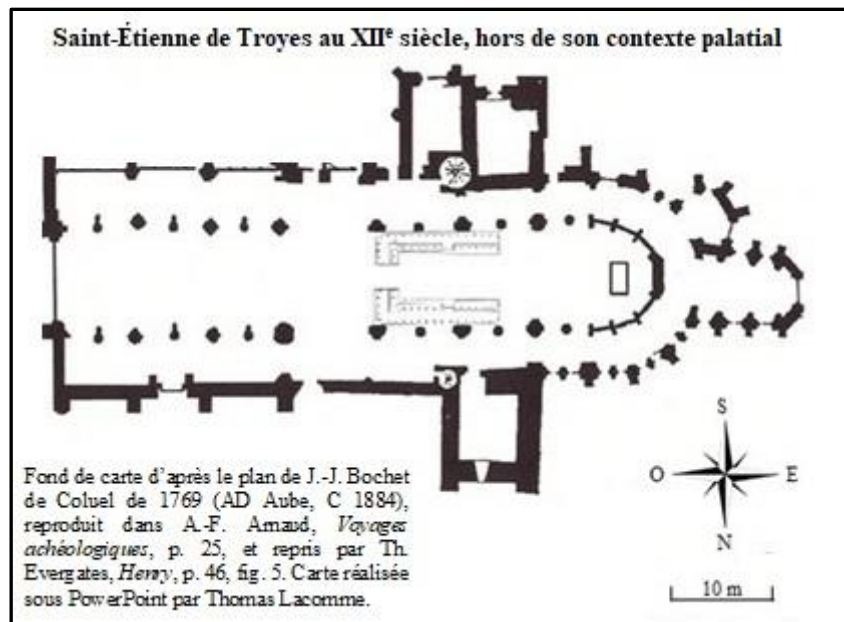 Saint-Étienne de Troyes au XIIe siècle, hors de son contexte palatial
S
O
E
N
10 m
Fond de carte d'après le plan de J.-J. Bochet
de Coluel de 1769 (AD Aube, C 1884),
reproduit dans A.-F. Arnaud, Voyages
achéologiques, p. 25, et repris par Th.
Evergates, Henry, p. 46, fig. 5. Carte réalisée
sous PowerPoint par Thomas Lacomme.